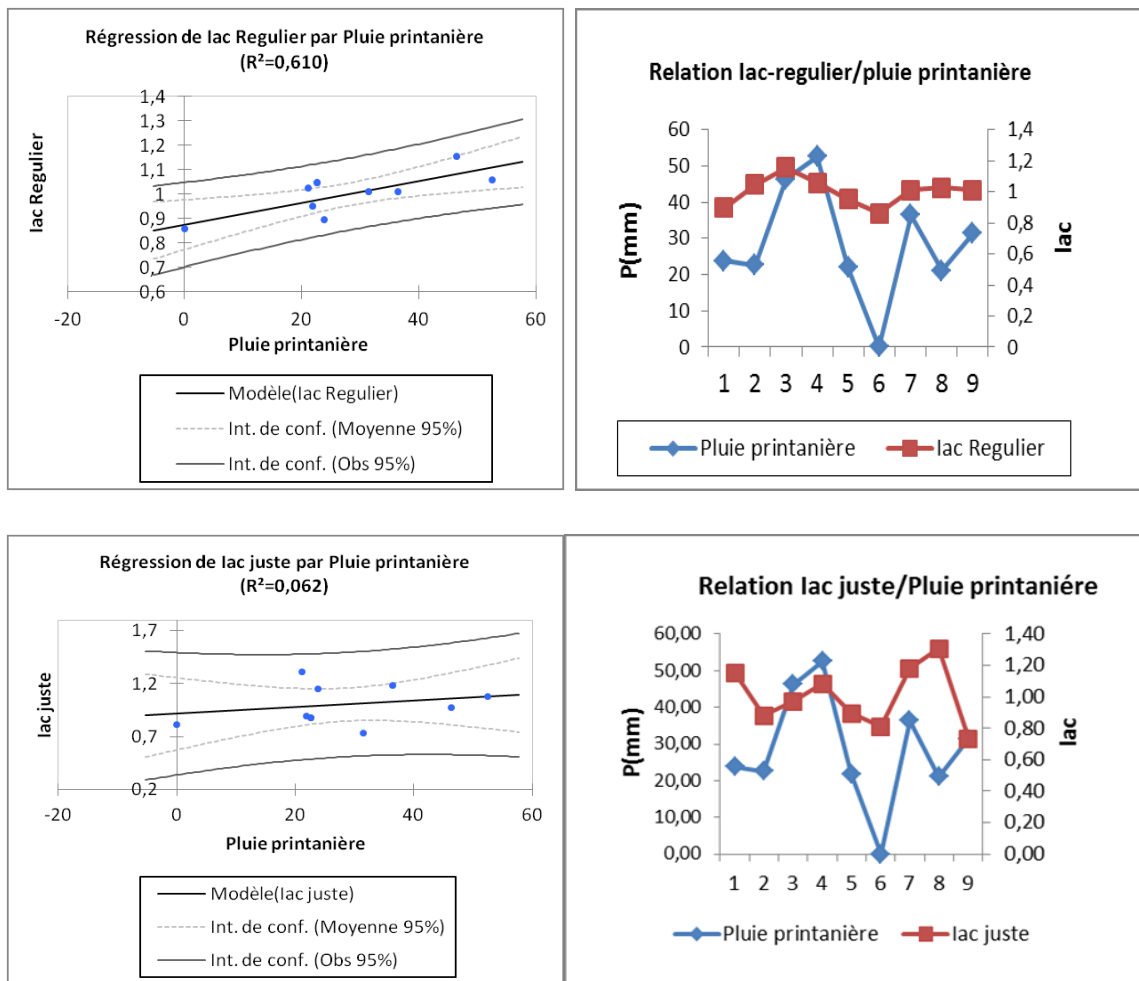 Régression de Iac Regulier par Pluie printanière
(R²=0,610)
Iac Regulier
1,4
1,3
1,2
1,1
1
0,9
0,8
0,7
0,6
-20 0 20 40 60
Pluie printanière
Modèle(Iac Regulier)
Int. de conf. (Moyenne 95%)
Int. de conf. (Obs 95%)
Relation Iac-regulier/pluie printanière
P(mm)
60
50
40
30
20
10
0
1,4
1,2
1
0,8
0,6
0,4
0,2
0
Iac
1 2 3 4 5 6 7 8 9
Pluie printanière Iac Regulier
Régression de Iac juste par Pluie printanière
(R²=0,062)
Iac juste
1,7
1,2
0,7
0,2
-20 0 20 40 60
Pluie printanière
Modèle(Iac juste)
Int. de conf. (Moyenne 95%)
Int. de conf. (Obs 95%)
Relation Iac juste/Pluie printaniére
P(mm)
60,00
50,00
40,00
30,00
20,00
10,00
0,00
1,40
1,20
1,00
0,80
0,60
0,40
0,20
0,00
Iac
1 2 3 4 5 6 7 8 9
Pluie printanière Iac juste